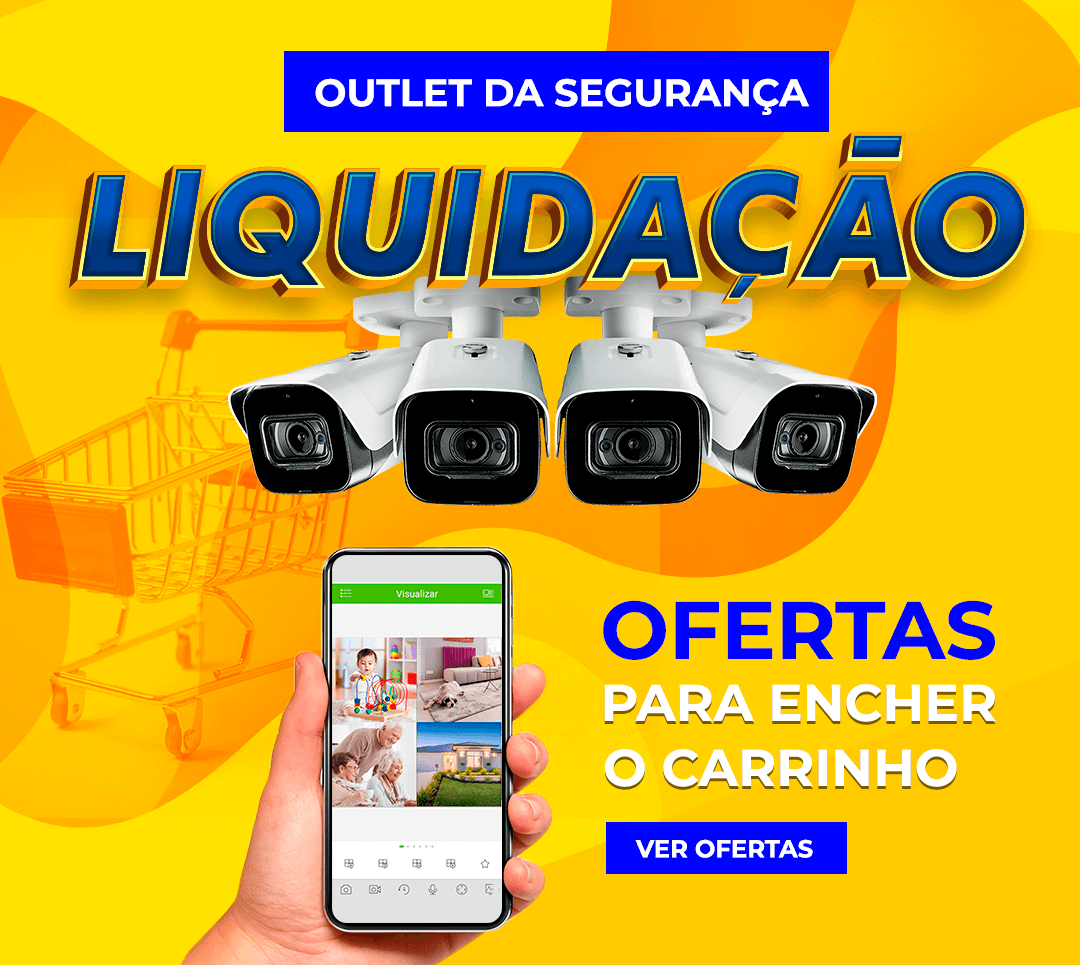 OUTLET DA SEGURANÇA
LIQUIDAÇÃO
Visualizar
OFERTAS
PARA ENCHER
O CARRINHO
VER OFERTAS